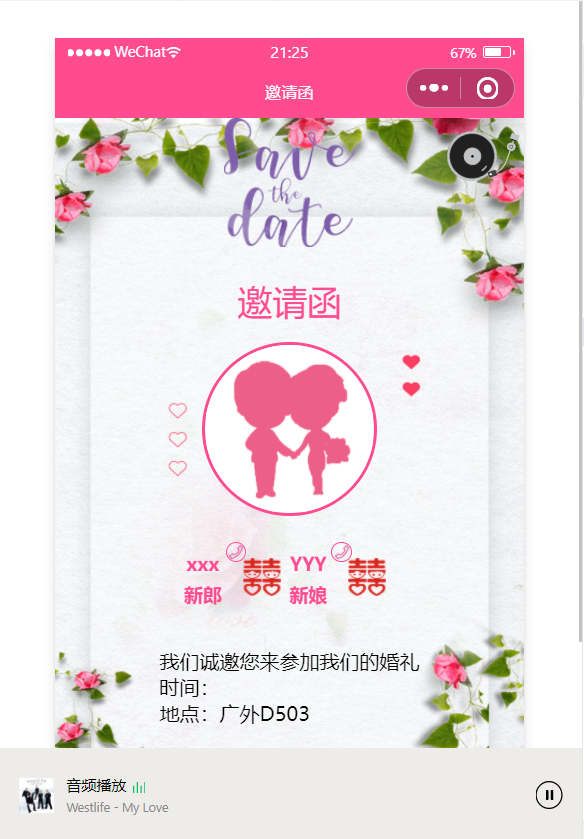 WeChat 21:25 67%
邀请函
Save
the
date
邀请函
xxx 囍 YYY 囍
新郎 新娘
我们诚邀您来参加我们的婚礼
时间：
地点：广外D503
音频播放
Westlife - My Love